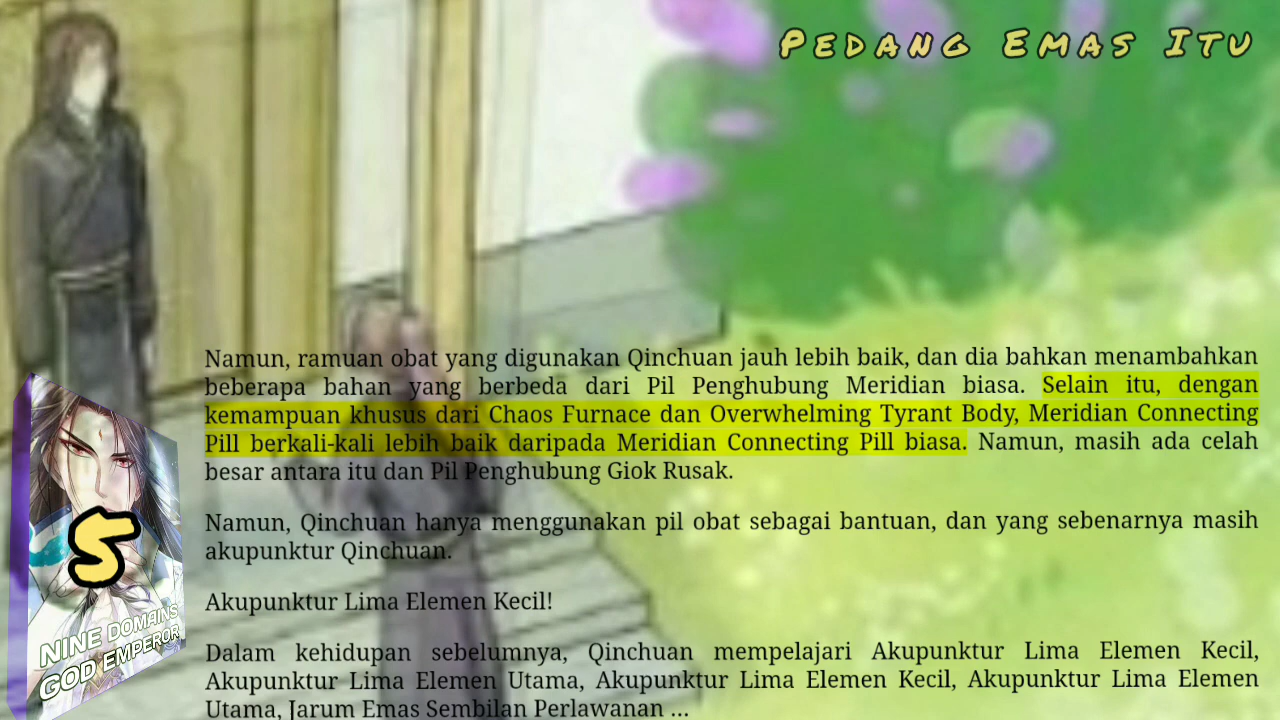 Pedang Emas Itu
Namun, ramuan obat yang digunakan Qinchuan jauh lebih baik, dan dia bahkan menambahkan
beberapa bahan yang berbeda dari Pil Penghubung Meridian biasa. Selain itu, dengan
kemampuan khusus dari Chaos Furnace dan Overwhelming Tyrant Body, Meridian Connecting
Pill berkali-kali lebih baik daripada Meridian Connecting Pill biasa. Namun, masih ada celah
besar antara itu dan Pil Penghubung Giok Rusak.
Namun, Qinchuan hanya menggunakan pil obat sebagai bantuan, dan yang sebenarnya masih
akupunktur Qinchuan.
Akupunktur Lima Elemen Kecil!
Dalam kehidupan sebelumnya, Qinchuan mempelajari Akupunktur Lima Elemen Kecil,
Akupunktur Lima Elemen Utama, Akupunktur Lima Elemen Kecil, Akupunktur Lima Elemen
Utama, Jarum Emas Sembilan Perlawanan ...
5
NINE DOMAINS
GOD EMPEROR